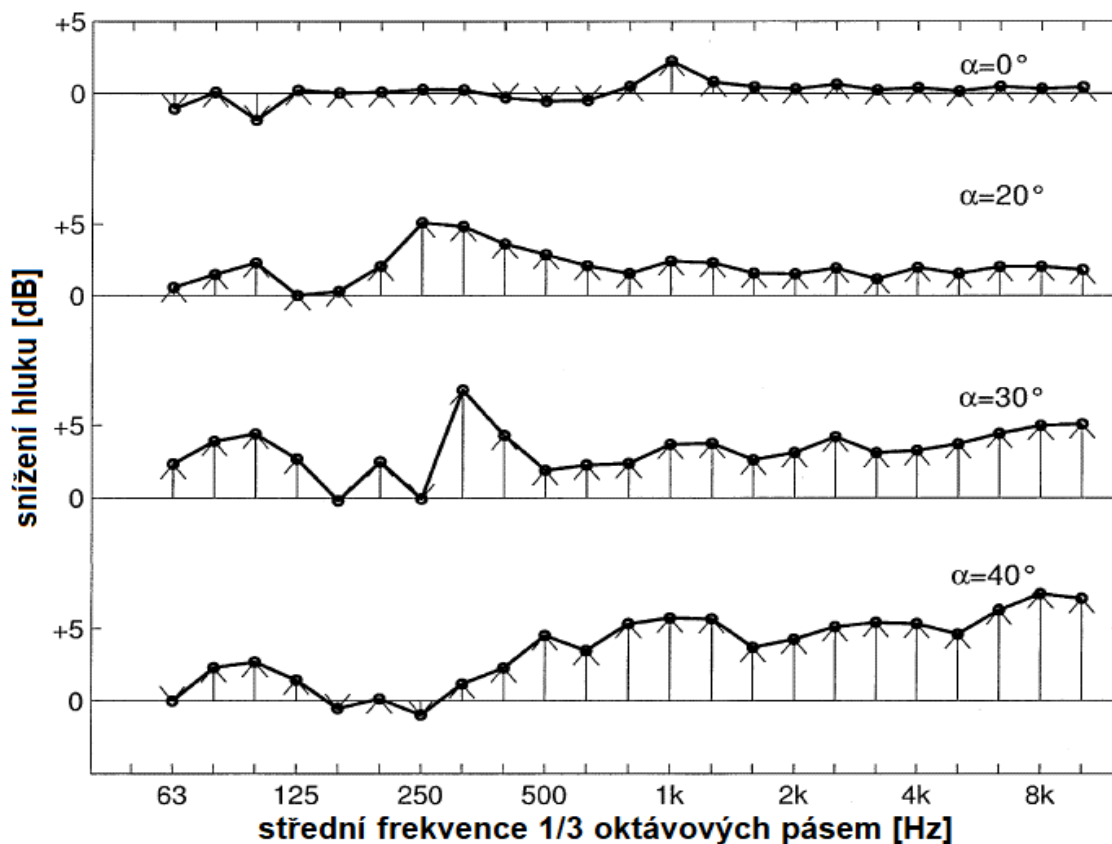 +5
0
α=0°
α=20°
+5
0
α=30°
+5
0
α=40°
+5
0
snížení hluku [dB]
63 125 250 500 1k 2k 4k 8k
střední frekvence 1/3 oktávových pásem [Hz]